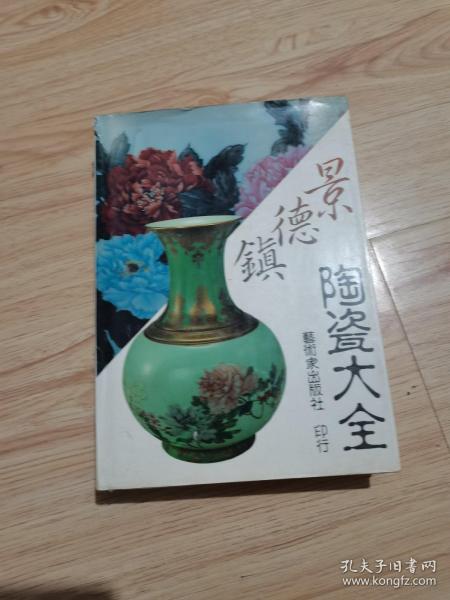 景德鎮
陶瓷大全
藝術家出版社 印行
孔夫子旧书网
www.kongfz.com